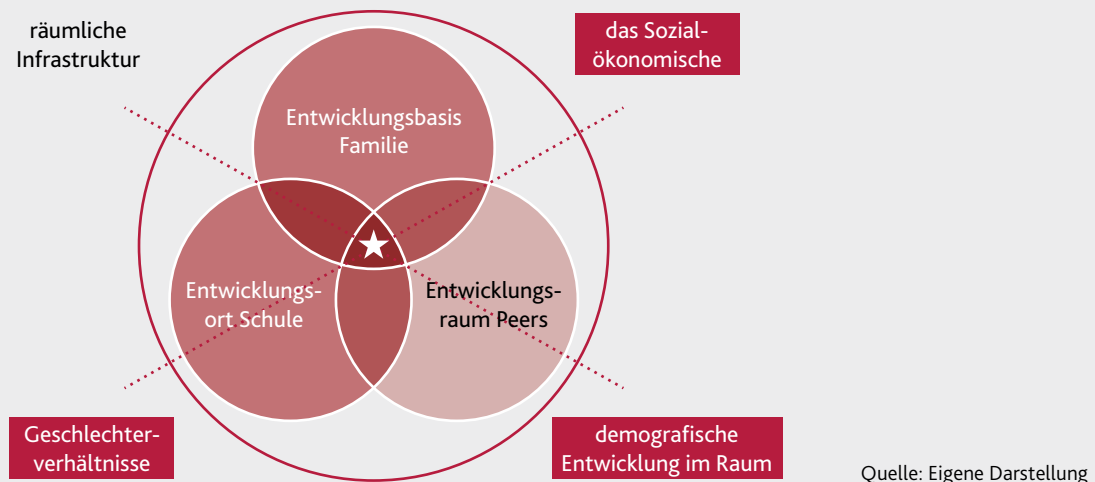 räumliche
Infrastruktur
das Sozial-
ökonomische
Entwicklungsbasis
Familie
Entwicklungs-
ort Schule
Entwicklungs-
raum Peers
Geschlechter-
verhältnisse
demografische
Entwicklung im Raum
Quelle: Eigene Darstellung